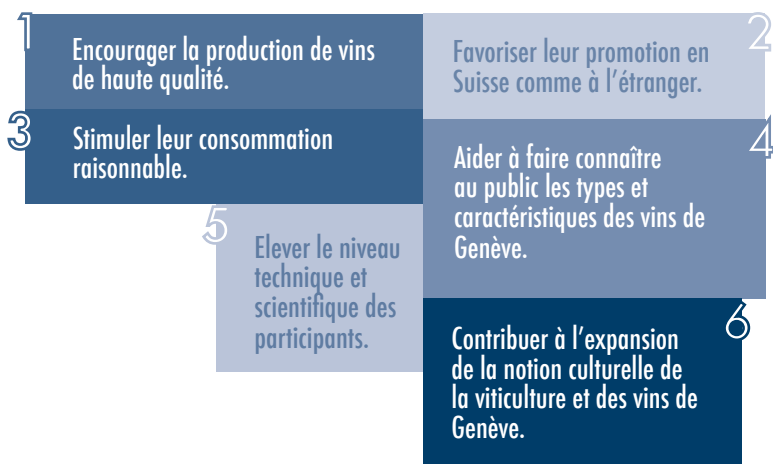 1
Encourager la production de vins
de haute qualité.
2
Favoriser leur promotion en
Suisse comme à l'étranger.
3
Stimuler leur consommation
raisonnable.
4
Aider à faire connaître
au public les types et
caractéristiques des vins de
Genève.
5
Elever le niveau
technique et
scientifique des
participants.
6
Contribuer à l'expansion
de la notion culturelle de
la viticulture et des vins de
Genève.